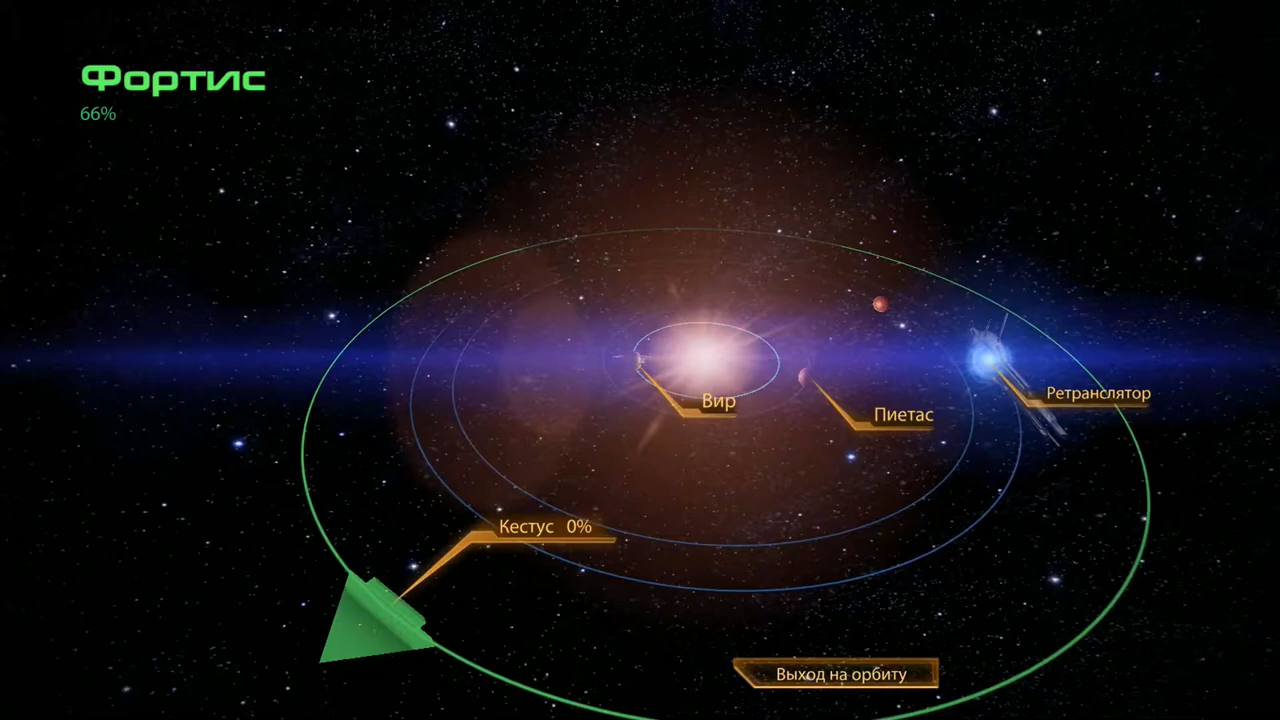 Фортис
66%
Вир
Ретранслятор
Пиетас
Кестус 0%
Выход на орбиту